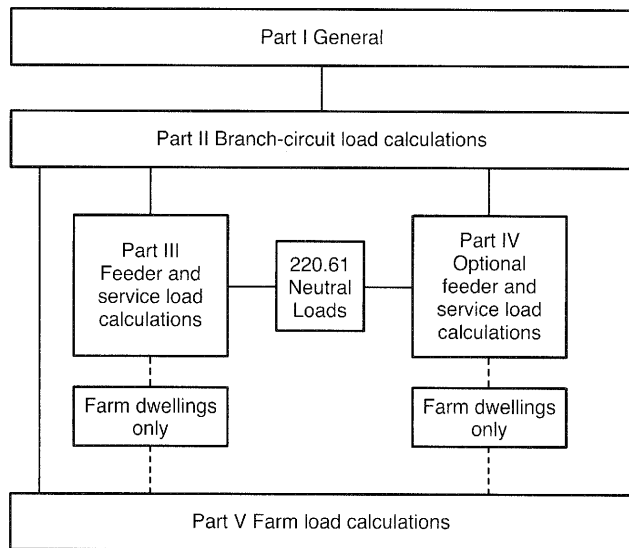 Part I General
Part II Branch-circuit load calculations
Part III
Feeder and
service load
calculations
220.61
Neutral
Loads
Part IV
Optional
feeder and
service load
calculations
Farm dwellings
only
Farm dwellings
only
Part V Farm load calculations